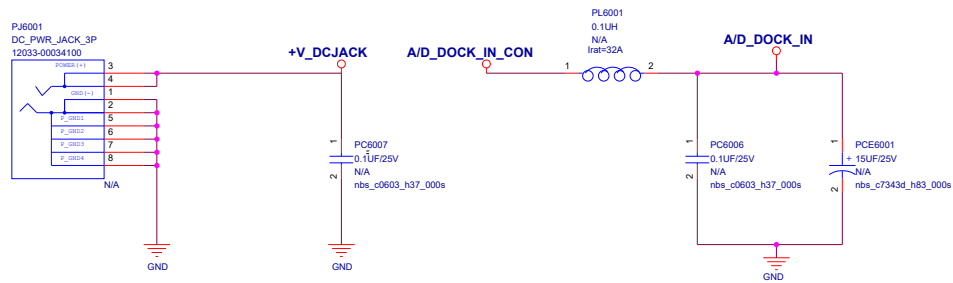 PJ6001
DC_PWR_JACK_3P
12033-00034100
POWER(+)
3
4
GND(-)
1
2
P_GND1
5
P_GND2
6
P_GND3
7
P_GND4
8
N/A
GND
+V_DCJACK
1
PC6007
0.1UF/25V
N/A
2
nbs_c0603_h37_000s
GND
A/D_DOCK_IN_CON
PL6001
0.1UH
N/A
Irat=32A
1
2
A/D_DOCK_IN
1
PC6006
0.1UF/25V
N/A
2
nbs_c0603_h37_000s
1
PCE6001
+ 15UF/25V
N/A
2
nbs_c7343d_h83_000s
GND